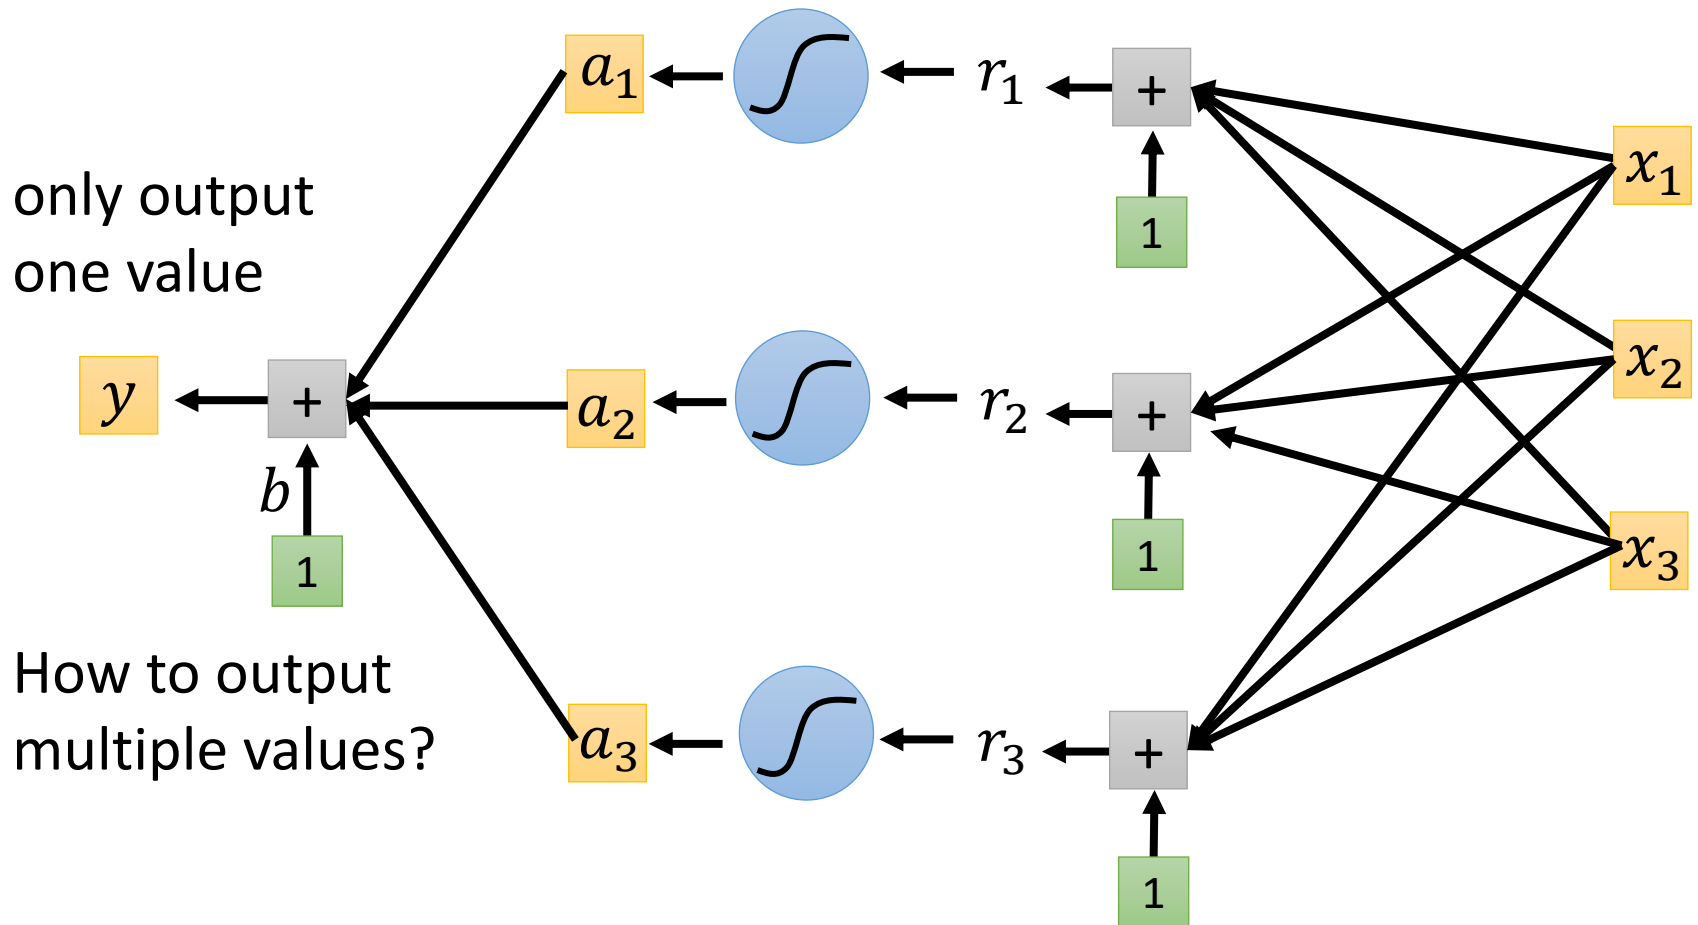 a₁
r₁
+
x₁
1
only output
one value
y
+
a₂
r₂
+
x₂
b
1
1
x₃
How to output
multiple values?
a₃
r₃
+
1